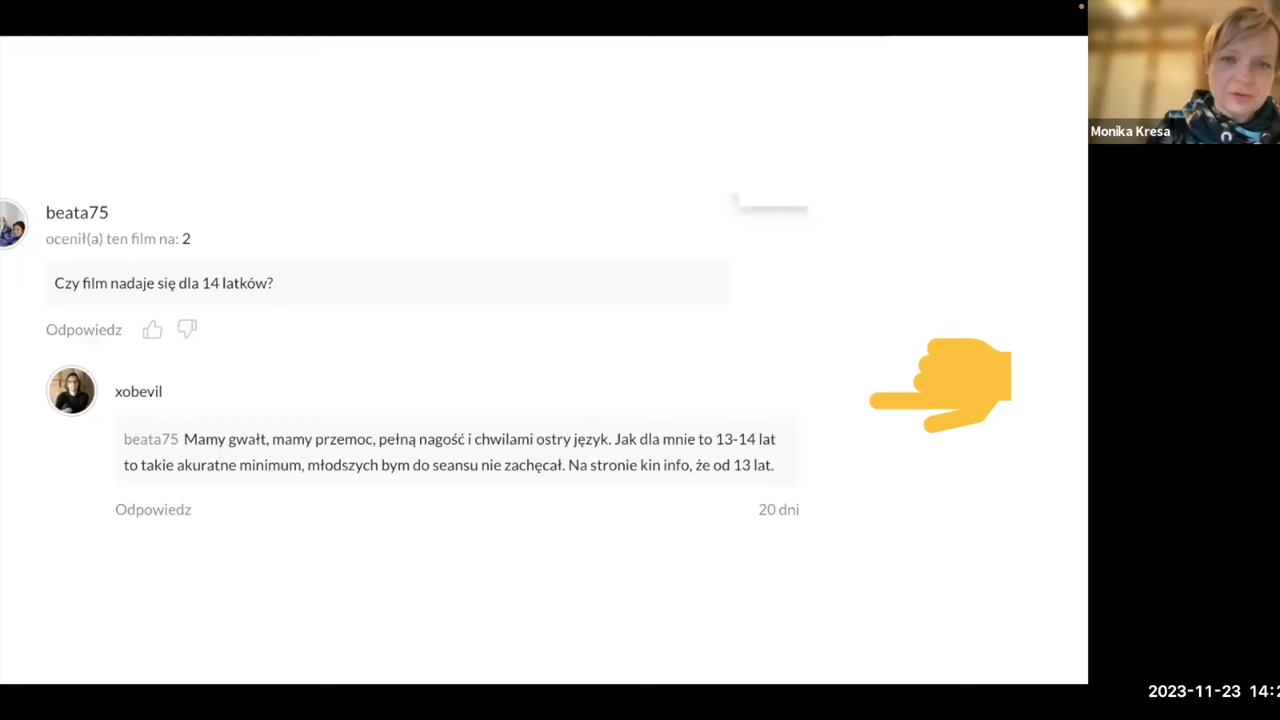 Monika Kresa
beata75
ocenił(a) ten film na: 2
Czy film nadaje się dla 14 latków?
Odpowiedz
xobevil
beata75 Mamy gwałt, mamy przemoc, pełną nagość i chwilami ostry język. Jak dla mnie to 13-14 lat
to takie akuratne minimum, młodszych bym do seansu nie zachęcał. Na stronie kin info, że od 13 lat.
Odpowiedz
20 dni
2023-11-23 14:2